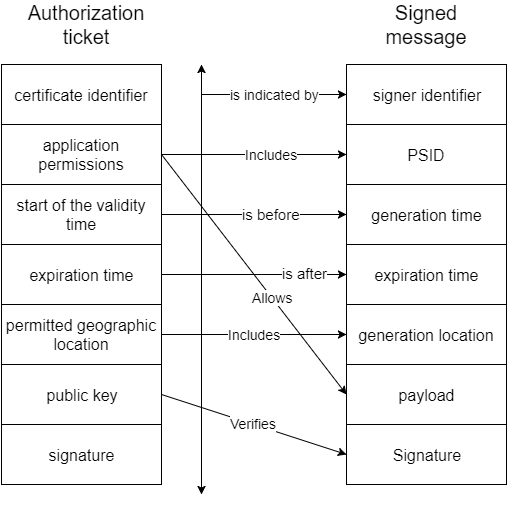 Authorization
ticket
Signed
message
certificate identifier
is indicated by
signer identifier
application
permissions
Includes
PSID
start of the validity
time
is before
generation time
expiration time
is after
expiration time
Allows
permitted geographic
location
Includes
generation location
public key
payload
Verifies
signature
Signature